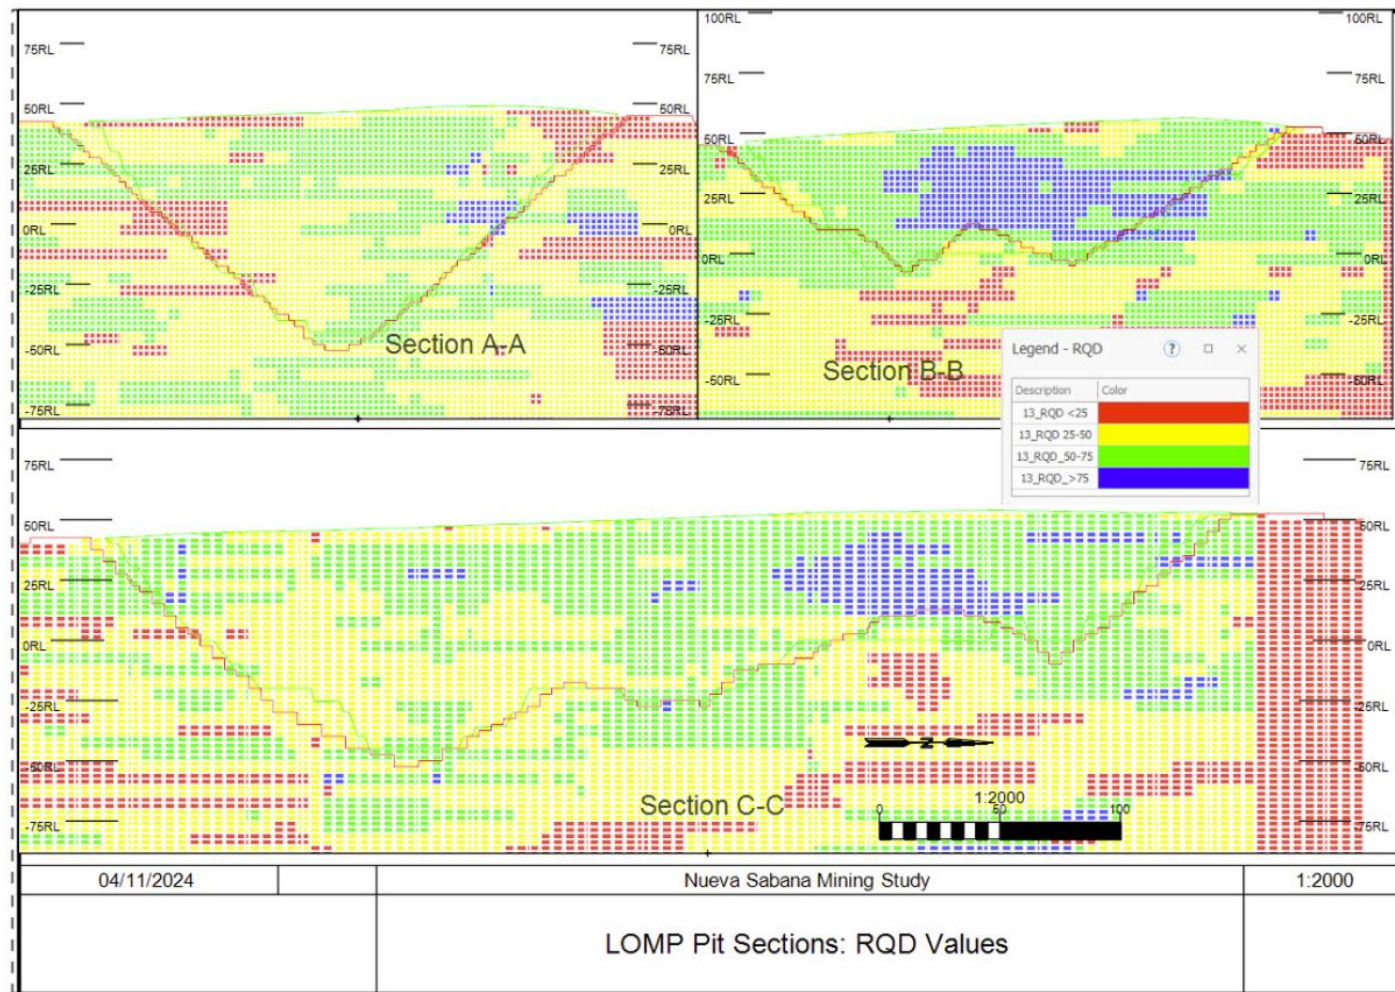 75RL
75RL
50RL
50RL
25RL
25RL
0RL
0RL
-25RL
-25RL
-50RL
-50RL
-75RL
-75RL
Section A-A
100RL
100RL
75RL
75RL
50RL
50RL
25RL
25RL
0RL
0RL
-25RL
-25RL
-50RL
-50RL
Section B-B
Legend - RQD
?
Description Color
13_RQD <25
13_RQD 25-50
13_RQD_50-75
13_RQD_>75
75RL
75RL
50RL
50RL
25RL
25RL
0RL
0RL
-25RL
-25RL
-50RL
-50RL
-75RL
-75RL
N
Section C-C
1:2000
0 50 100
04/11/2024 Nueva Sabana Mining Study 1:2000
LOMP Pit Sections: RQD Values